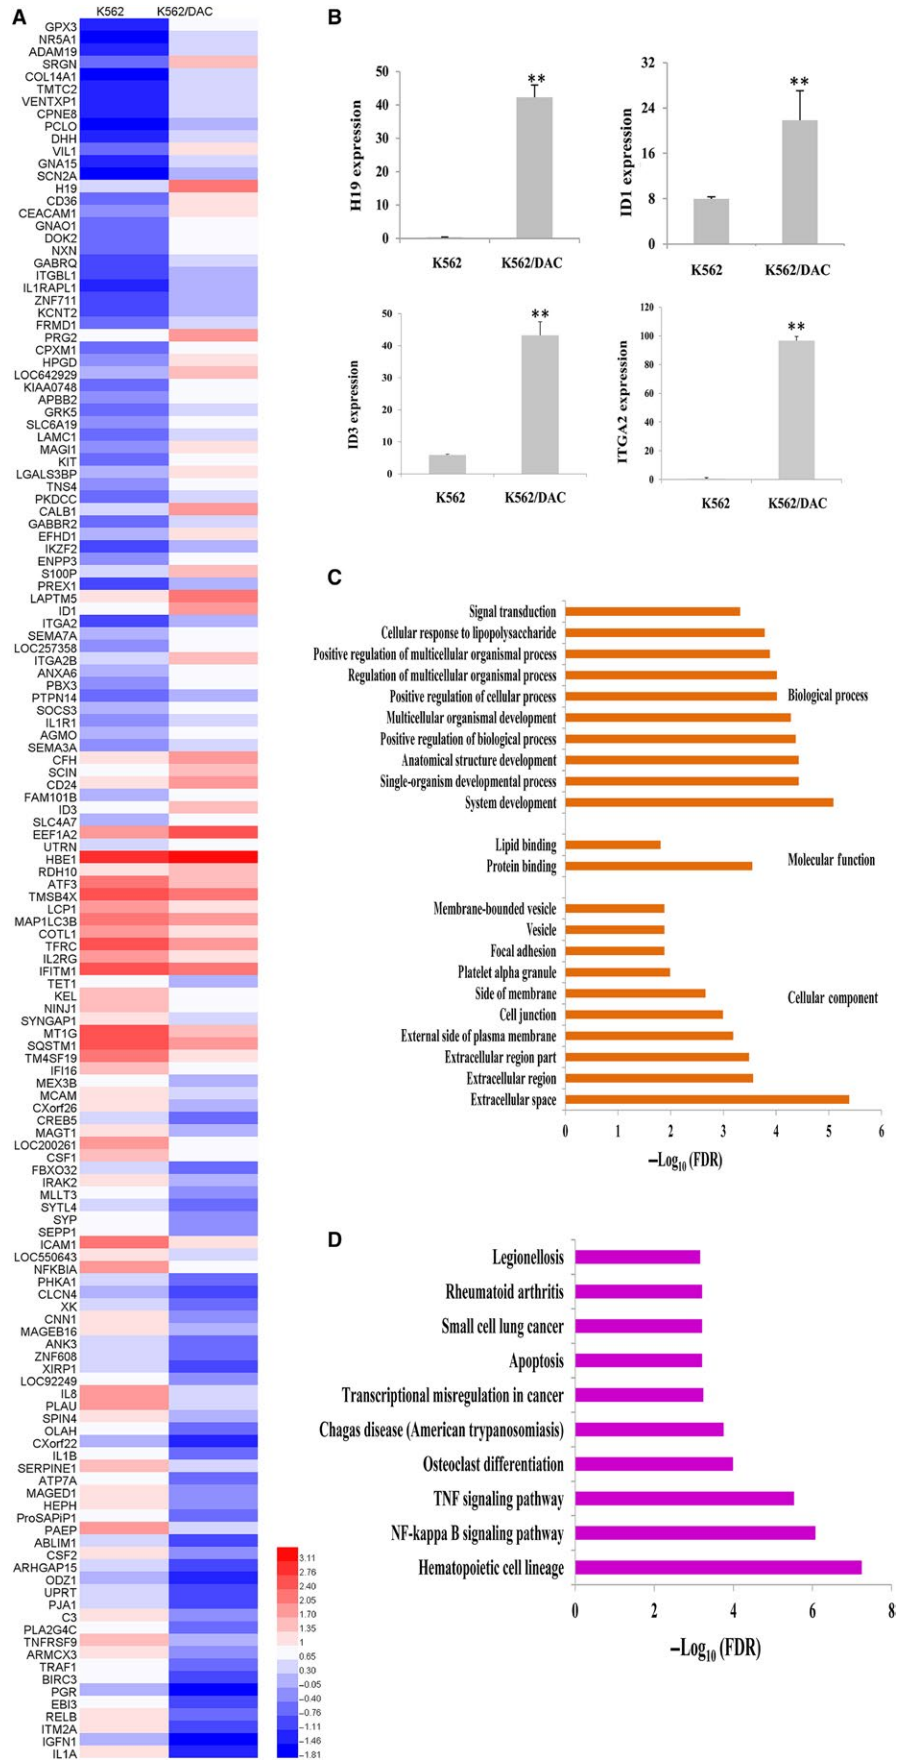 A
K562 K562/DAC
GPX3
NR5A1
ADAM19
SRGN
COL14A1
TMTC2
VENTXP1
CPNE8
PCLO
DHH
VIL1
GNA15
SCN2A
H19
CD36
CEACAM1
GNAO1
DOK2
NXN
GABRQ
ITGBL1
IL1RAPL1
ZNF711
KCNT2
FRMD1
PRG2
CPXM1
HPGD
LOC642929
KIAA0748
APBB2
GRK5
SLC6A19
LAMC1
MAGI1
KIT
LGALS3BP
TNS4
PKDCC
CALB1
GABBR2
EFHD1
IKZF2
ENPP3
S100P
PREX1
LAPTM5
ID1
ITGA2
SEMA7A
LOC257358
ITGA2B
ANXA6
PBX3
PTPN14
SOCS3
IL1R1
AGMO
SEMA3A
CFH
SCIN
CD24
FAM101B
ID3
SLC4A7
EEF1A2
UTRN
HBE1
RDH10
ATF3
TMSB4X
LCP1
MAP1LC3B
COTL1
TFRC
IL2RG
IFITM1
TET1
KEL
NINJ1
SYNGAP1
MT1G
SQSTM1
TM4SF19
IFI16
MEX3B
MCAM
CXorf26
CREB5
MAGT1
LOC200261
CSF1
FBXO32
IRAK2
MLLT3
SYTL4
SYP
SEPP1
ICAM1
LOC550643
NFKBIA
PHKA1
CLCN4
XK
CNN1
MAGEB16
ANK3
ZNF608
XIRP1
LOC92249
IL8
PLAU
SPIN4
OLAH
CXorf22
IL1B
SERPINE1
ATP7A
MAGED1
HEPH
ProSAPiP1
PAEP
ABLIM1
CSF2
ARHGAP15
ODZ1
UPRT
PJA1
C3
PLA2G4C
TNFRSF9
ARMCX3
TRAF1
BIRC3
PGR
EBI3
RELB
ITM2A
IGFN1
IL1A
3.11
2.76
2.40
2.05
1.70
1.35
1
0.65
0.30
−0.05
−0.40
−0.76
−1.11
−1.46
−1.81
B
H19 expression
50
40
30
20
10
0
**
K562 K562/DAC
ID1 expression
32
24
16
8
0
**
K562 K562/DAC
ID3 expression
50
40
30
20
10
0
**
K562 K562/DAC
ITGA2 expression
120
100
80
60
40
20
0
**
K562 K562/DAC
C
Signal transduction
Cellular response to lipopolysaccharide
Positive regulation of multicellular organismal process
Regulation of multicellular organismal process
Positive regulation of cellular process
Multicellular organismal development
Positive regulation of biological process
Anatomical structure development
Single-organism developmental process
System development
Biological process
Lipid binding
Protein binding
Molecular function
Membrane-bounded vesicle
Vesicle
Focal adhesion
Platelet alpha granule
Side of membrane
Cell junction
External side of plasma membrane
Extracellular region part
Extracellular region
Extracellular space
Cellular component
0 1 2 3 4 5 6
−Log10 (FDR)
D
Legionellosis
Rheumatoid arthritis
Small cell lung cancer
Apoptosis
Transcriptional misregulation in cancer
Chagas disease (American trypanosomiasis)
Osteoclast differentiation
TNF signaling pathway
NF-kappa B signaling pathway
Hematopoietic cell lineage
0 2 4 6 8
−Log10 (FDR)